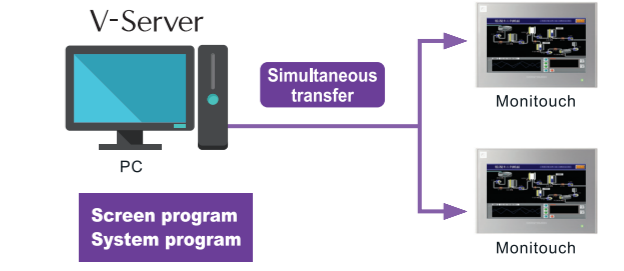 V-Server
Simultaneous
transfer
Monitouch
PC
Screen program
System program
Monitouch